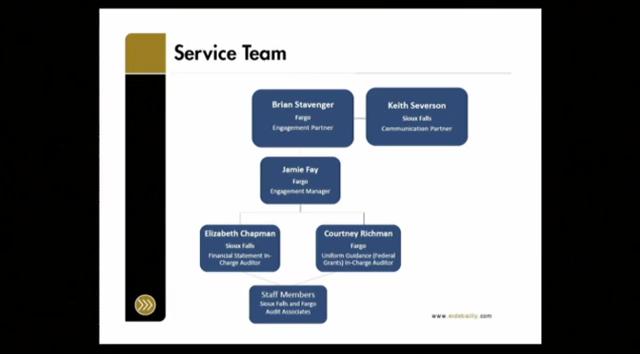 Service Team
Brian Stavenger
Fargo
Engagement Partner
Keith Severson
Sioux Falls
Communication Partner
Jamie Fay
Fargo
Engagement Manager
Elizabeth Chapman
Sioux Falls
Financial Statement In-
Charge Auditor
Courtney Richman
Fargo
Uniform Guidance (Federal
Grants) In-Charge Auditor
Staff Members
Sioux Falls and Fargo
Audit Associates
www.eidebailly.com